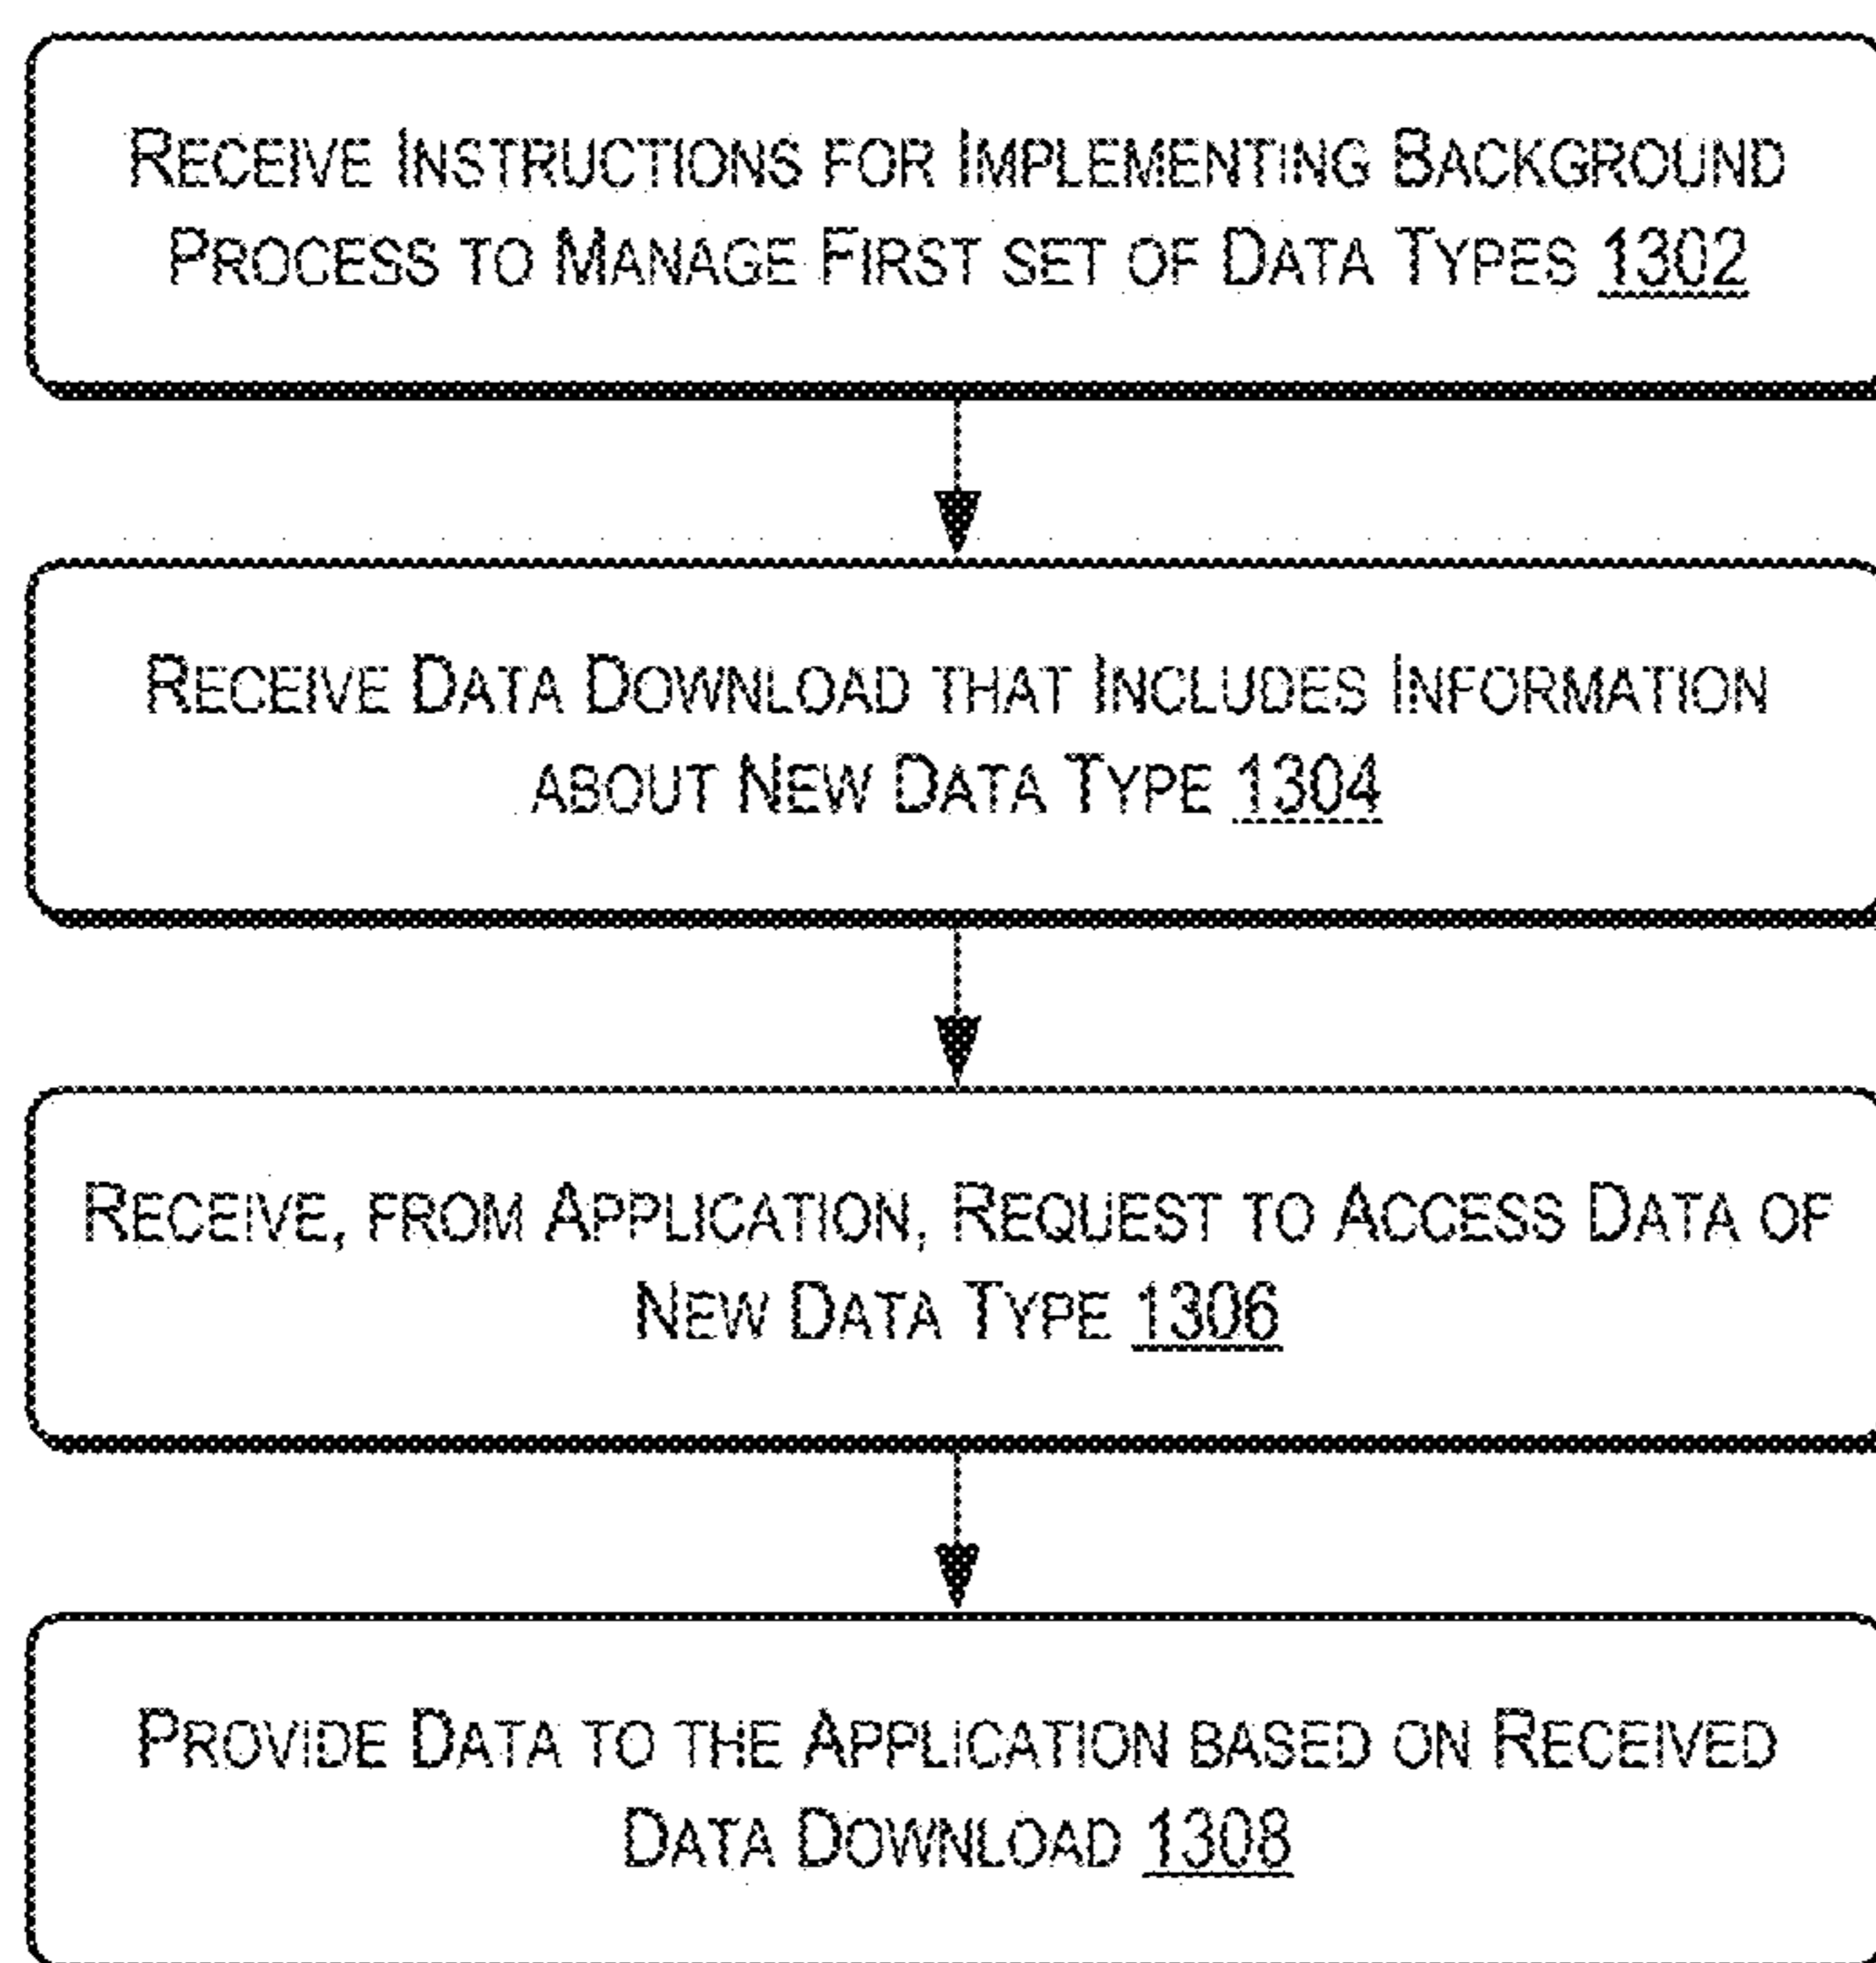 RECEIVE INSTRUCTIONS FOR IMPLEMENTING BACKGROUND
PROCESS TO MANAGE FIRST SET OF DATA TYPES 1302
RECEIVE DATA DOWNLOAD THAT INCLUDES INFORMATION
ABOUT NEW DATA TYPE 1304
RECEIVE, FROM APPLICATION, REQUEST TO ACCESS DATA OF
NEW DATA TYPE 1306
PROVIDE DATA TO THE APPLICATION BASED ON RECEIVED
DATA DOWNLOAD 1308